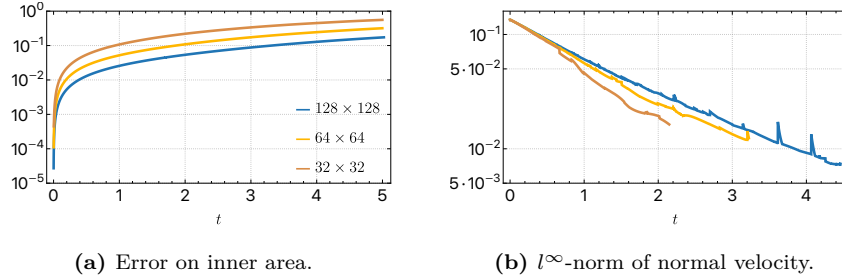 10⁰
10⁻¹
10⁻²
10⁻³
10⁻⁴
10⁻⁵
128 × 128
64 × 64
32 × 32
0 1 2 3 4 5
t
(a) Error on inner area.
10⁻¹
5·10⁻²
10⁻²
5·10⁻³
0 1 2 3 4
t
(b) l∞-norm of normal velocity.